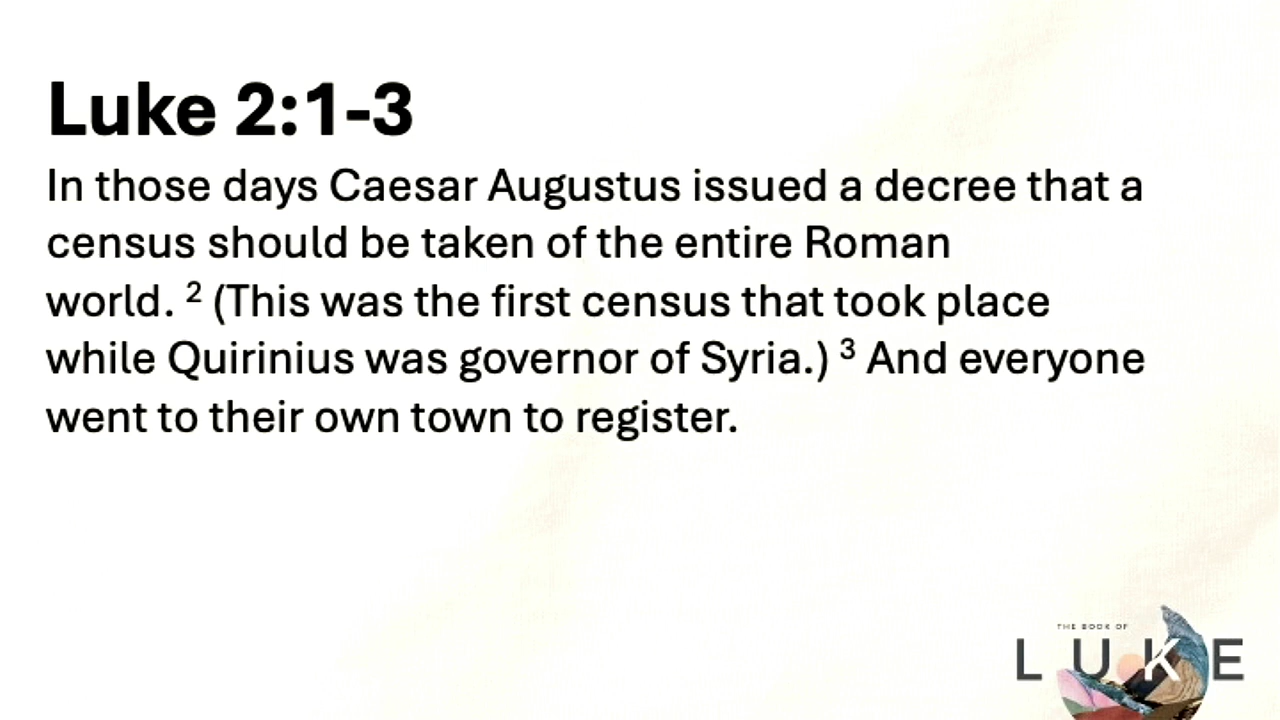 Luke 2:1-3
In those days Caesar Augustus issued a decree that a
census should be taken of the entire Roman
world. ² (This was the first census that took place
while Quirinius was governor of Syria.) ³ And everyone
went to their own town to register.
THE BOOK OF
LUKE